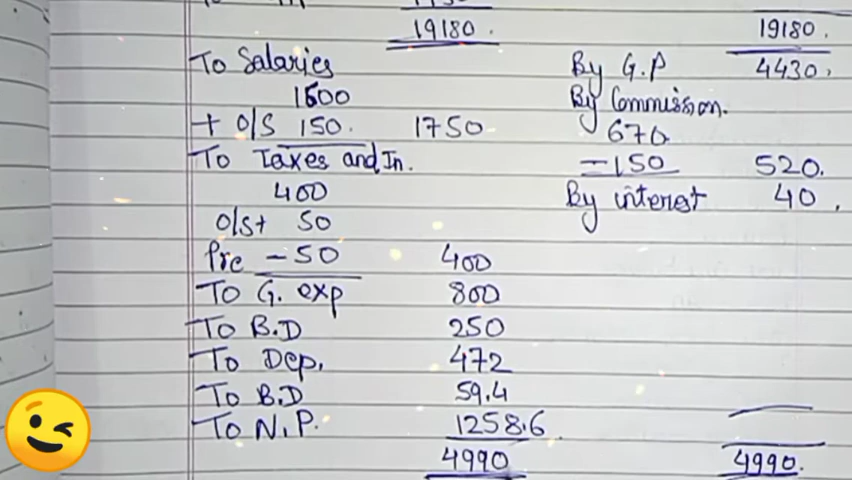 19180. 19180.
To Salaries By G.P 4430.
1600 By Commission.
+ O/S 150. 1750 670
To Taxes and In. -150 520.
400 By interest 40.
O/S+ 50
Pre -50 400
To G. exp 800
To B.D 250
To Dep. 472
To B.D 59.4
To N.P. 1258.6
4990 4990.